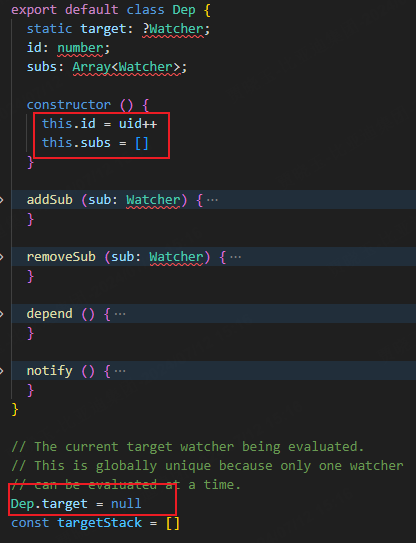 export default class Dep {
static target: ?Watcher;
id: number;
subs: Array<Watcher>;
constructor () {
this.id = uid++
this.subs = []
}
addSub (sub: Watcher) {···
}
removeSub (sub: Watcher) {···
}
depend () {···
}
notify () {···
}
}
// The current target watcher being evaluated.
// This is globally unique because only one watcher
// can be evaluated at a time.
Dep.target = null
const targetStack = []